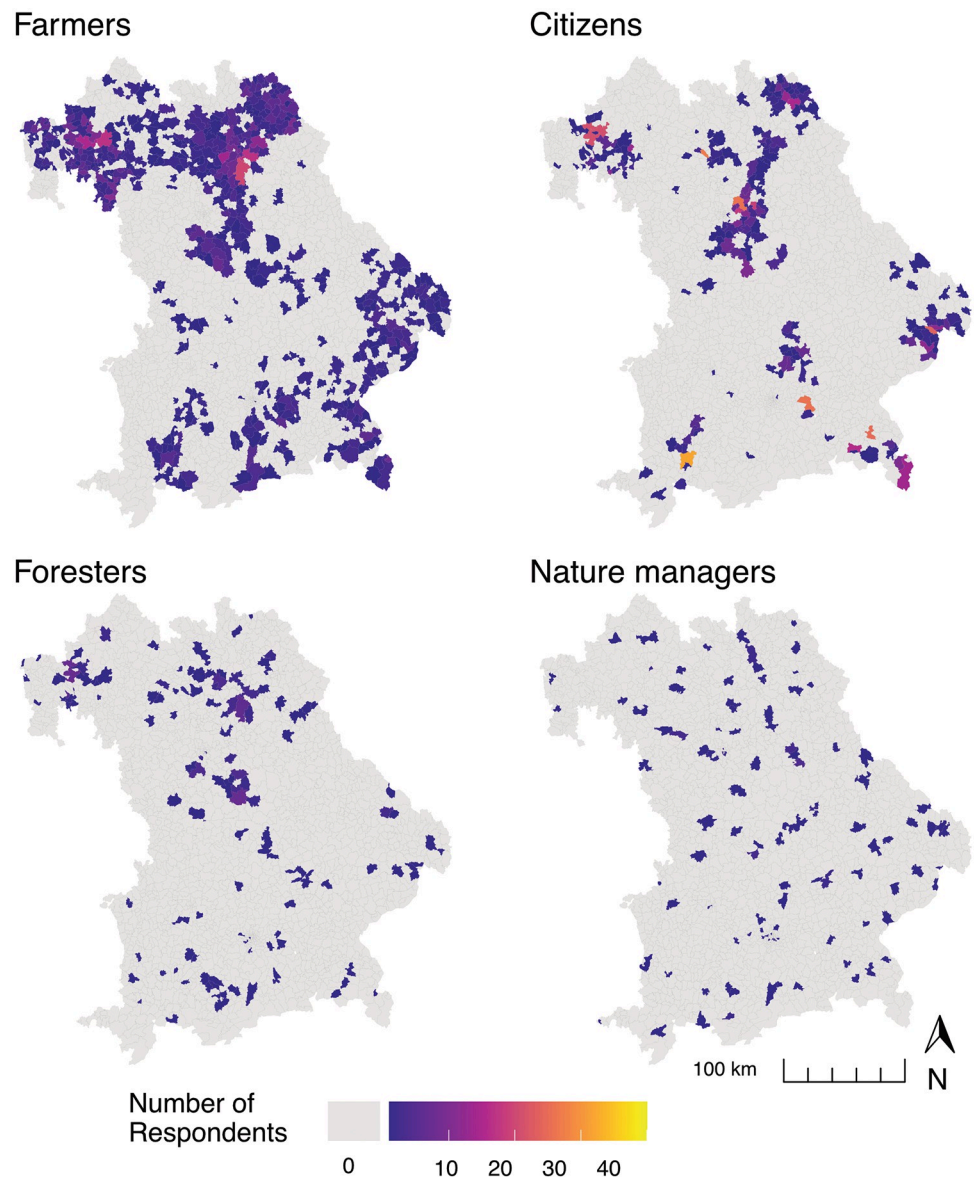 Farmers
Citizens
Foresters
Nature managers
100 km
N
Number of
Respondents
0
10 20 30 40